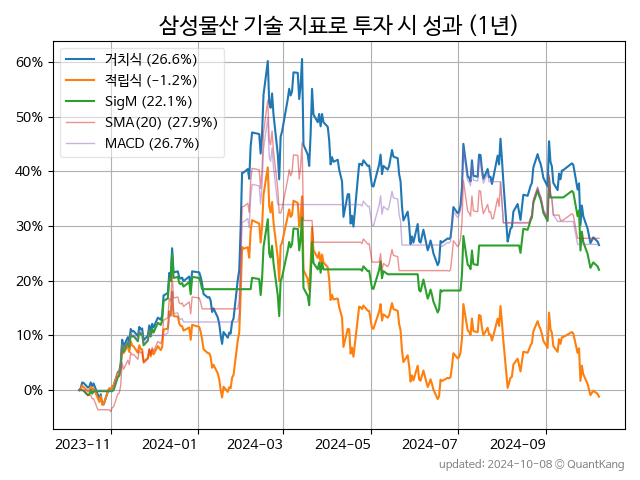 삼성물산 기술 지표로 투자 시 성과 (1년)
거치식 (26.6%)
적립식 (-1.2%)
SigM (22.1%)
SMA(20) (27.9%)
MACD (26.7%)
60%
50%
40%
30%
20%
10%
0%
2023-11 2024-01 2024-03 2024-05 2024-07 2024-09
updated: 2024-10-08 © QuantKang